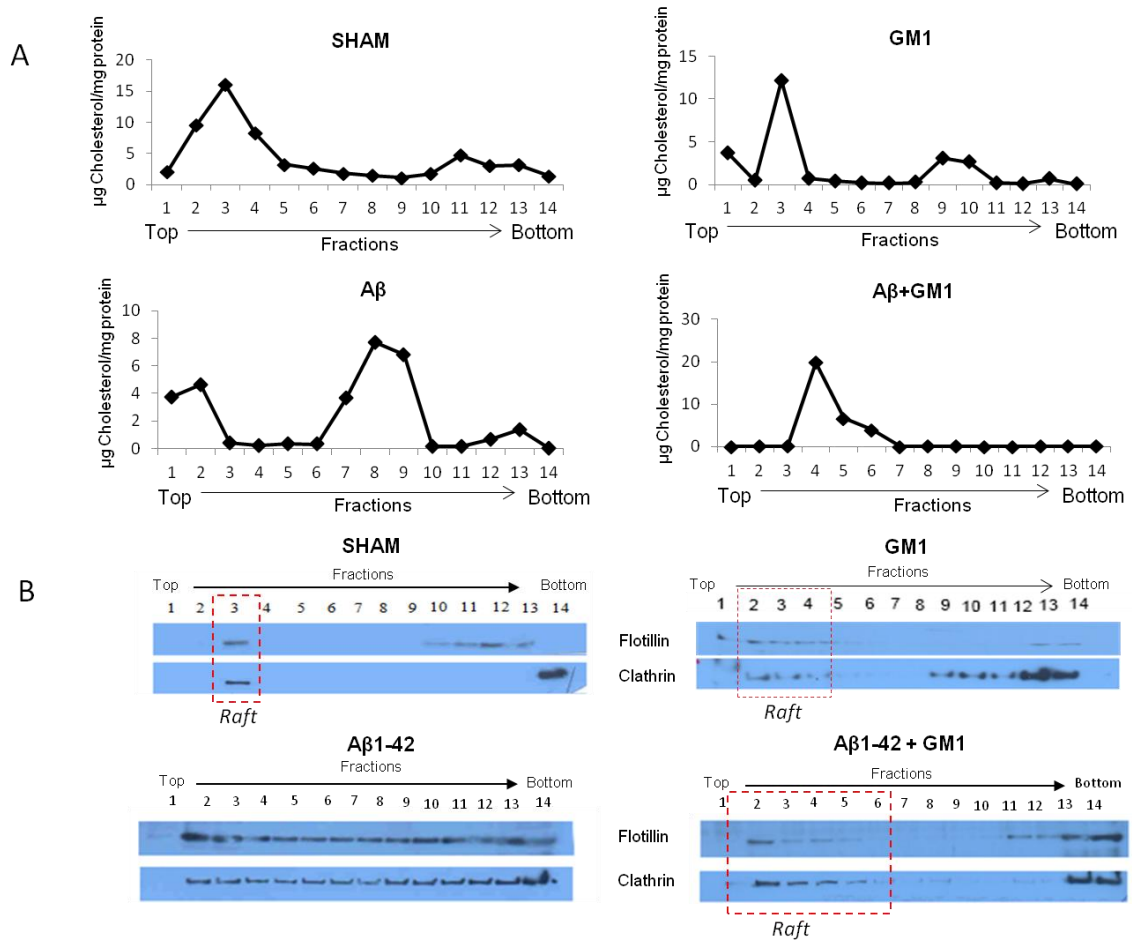 A
SHAM
µg Cholesterol/mg protein
20
15
10
5
0
1 2 3 4 5 6 7 8 9 10 11 12 13 14
Top Fractions Bottom
GM1
µg Cholesterol/mg protein
15
10
5
0
1 2 3 4 5 6 7 8 9 10 11 12 13 14
Top Fractions Bottom
Aβ
µg Cholesterol/mg protein
10
8
6
4
2
0
1 2 3 4 5 6 7 8 9 10 11 12 13 14
Top Fractions Bottom
Aβ+GM1
µg Cholesterol/mg protein
30
20
10
0
1 2 3 4 5 6 7 8 9 10 11 12 13 14
Top Fractions Bottom
B
SHAM
Top Fractions Bottom
1 2 3 4 5 6 7 8 9 10 11 12 13 14
Raft
GM1
Top Fractions Bottom
1 2 3 4 5 6 7 8 9 10 11 12 13 14
Flotillin
Clathrin
Raft
Aβ1-42
Top Fractions Bottom
1 2 3 4 5 6 7 8 9 10 11 12 13 14
Aβ1-42 + GM1
Top Fractions Bottom
1 2 3 4 5 6 7 8 9 10 11 12 13 14
Flotillin
Clathrin
Raft